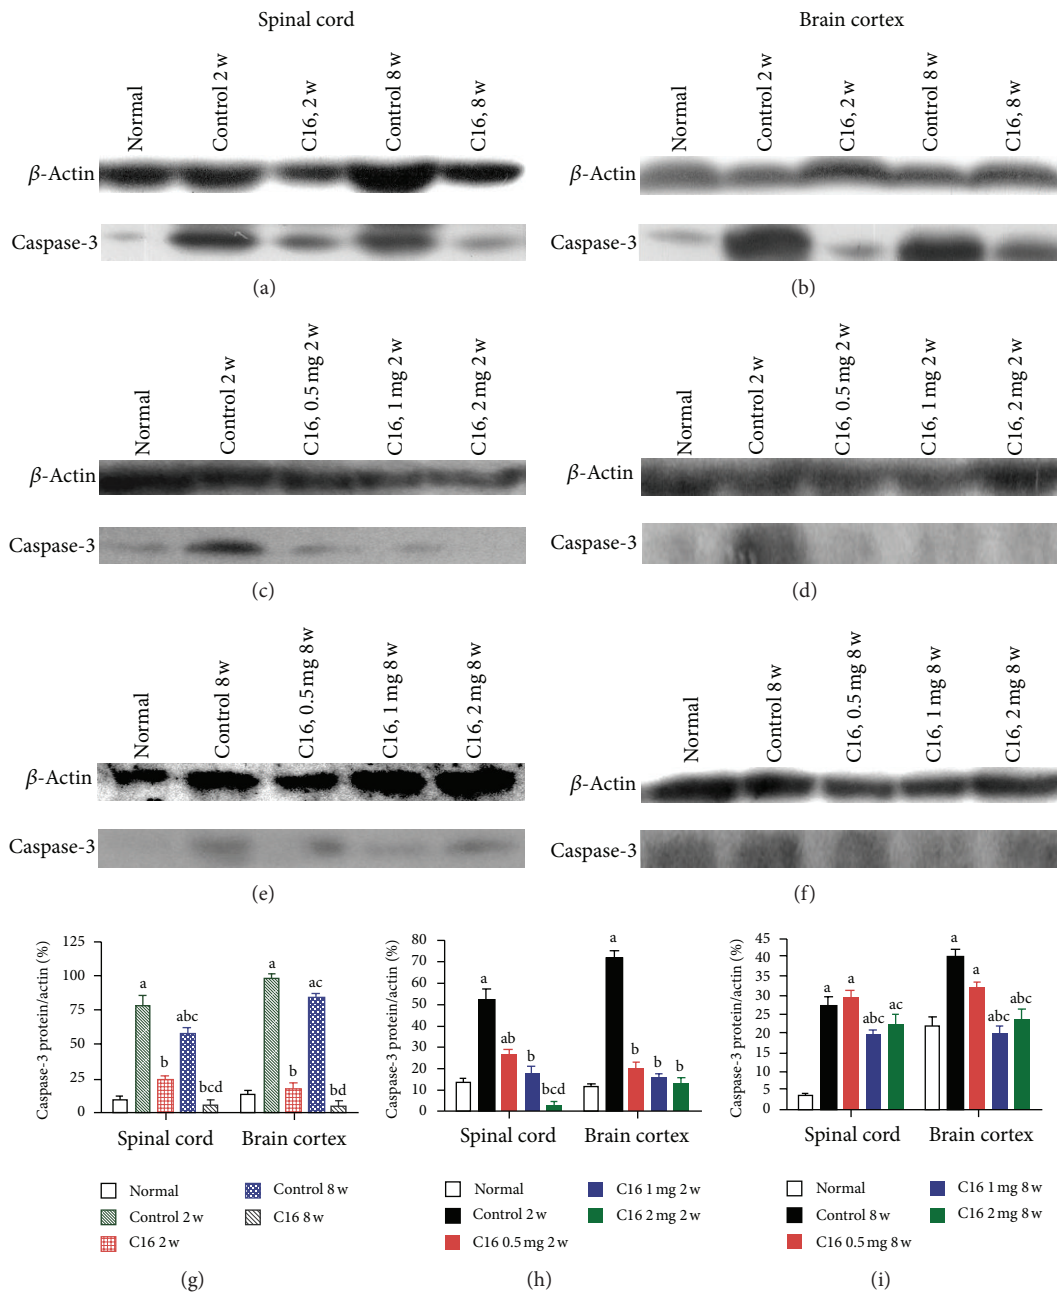 Spinal cord
Brain cortex
Normal
Control 2 w
C16, 2 w
Control 8 w
C16, 8 w
β-Actin
Caspase-3
(a)
Normal
Control 2 w
C16, 2 w
Control 8 w
C16, 8 w
β-Actin
Caspase-3
(b)
Normal
Control 2 w
C16, 0.5 mg 2 w
C16, 1 mg 2 w
C16, 2 mg 2 w
β-Actin
Caspase-3
(c)
Normal
Control 2 w
C16, 0.5 mg 2 w
C16, 1 mg 2 w
C16, 2 mg 2 w
β-Actin
Caspase-3
(d)
Normal
Control 8 w
C16, 0.5 mg 8 w
C16, 1 mg 8 w
C16, 2 mg 8 w
β-Actin
Caspase-3
(e)
Normal
Control 8 w
C16, 0.5 mg 8 w
C16, 1 mg 8 w
C16, 2 mg 8 w
β-Actin
Caspase-3
(f)
Caspase-3 protein/actin (%)
125
100
75
50
25
0
a
b
abc
bcd
a
b
ac
bd
Spinal cord
Brain cortex
Normal
Control 2 w
C16 2 w
Control 8 w
C16 8 w
(g)
Caspase-3 protein/actin (%)
80
70
60
50
40
30
20
10
0
a
ab
b
bcd
a
b
b
b
Spinal cord
Brain cortex
Normal
Control 2 w
C16 0.5 mg 2 w
C16 1 mg 2 w
C16 2 mg 2 w
(h)
Caspase-3 protein/actin (%)
45
40
35
30
25
20
15
10
5
0
a
a
abc
ac
a
a
abc
abc
Spinal cord
Brain cortex
Normal
Control 8 w
C16 0.5 mg 8 w
C16 1 mg 8 w
C16 2 mg 8 w
(i)